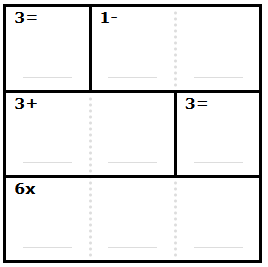 3= 1-
3+ 3=
6x